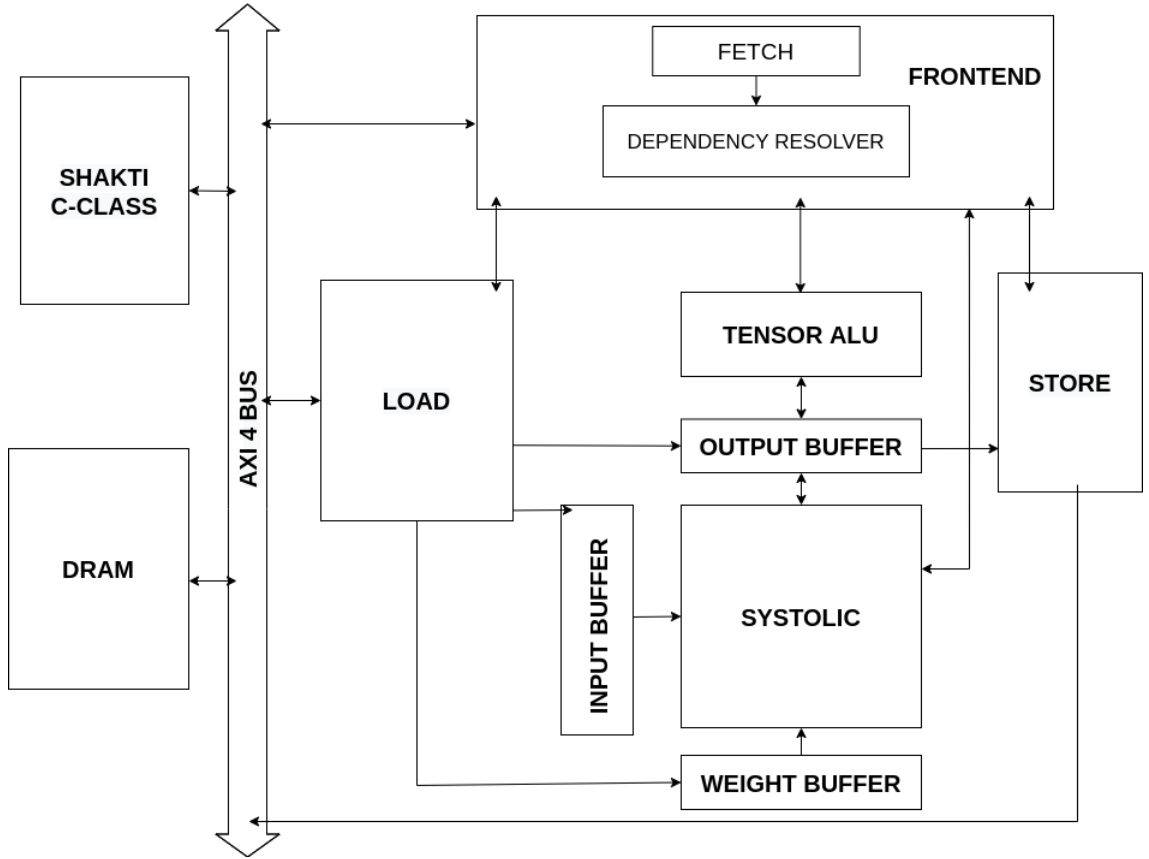 FETCH
FRONTEND
DEPENDENCY RESOLVER
SHAKTI
C-CLASS
AXI 4 BUS
LOAD
TENSOR ALU
STORE
OUTPUT BUFFER
DRAM
INPUT BUFFER
SYSTOLIC
WEIGHT BUFFER